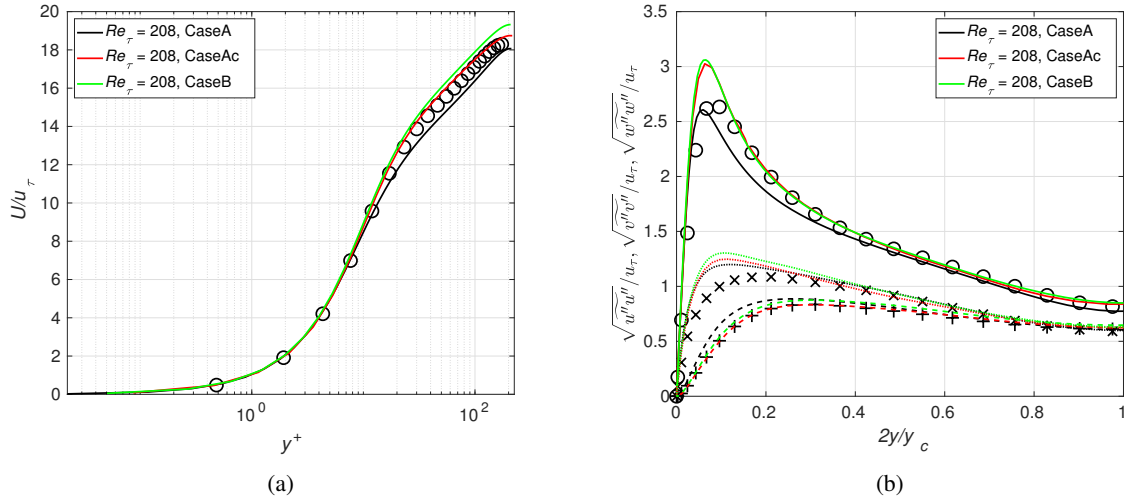 20
18
16
14
12
10
8
6
4
2
0
U/u τ
10^0
10^1
10^2
y^+
Re_τ = 208, CaseA
Re_τ = 208, CaseAc
Re_τ = 208, CaseB
(a)
3.5
3
2.5
2
1.5
1
0.5
0
√u''u''/u_τ, √v''v''/u_τ, √w''w''/u_τ
0
0.2
0.4
0.6
0.8
1
2y/y c
Re_τ = 208, CaseA
Re_τ = 208, CaseAc
Re_τ = 208, CaseB
(b)